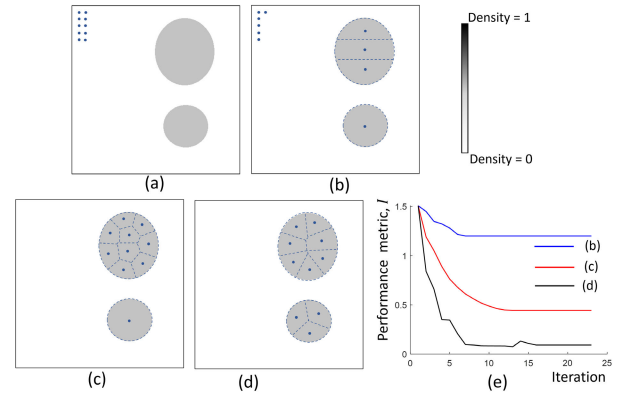 Density = 1
Density = 0
(a)
(b)
(c)
(d)
Performance metric, I
1.5
1
0.5
0
0
5
10
15
20
25
(b)
(c)
(d)
(e)
Iteration